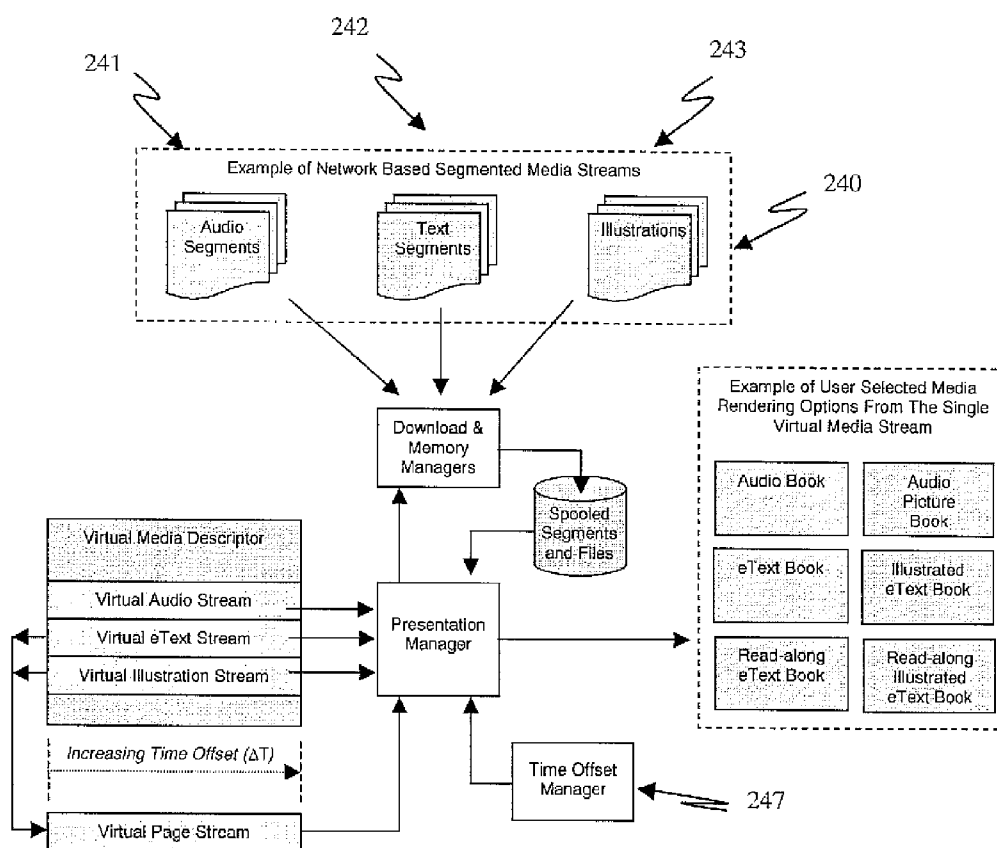 242
241
243
Example of Network Based Segmented Media Streams
240
Audio
Segments
Text
Segments
Illustrations
Example of User Selected Media
Rendering Options From The Single
Virtual Media Stream
Download &
Memory
Managers
Audio Book
Audio
Picture
Book
Spooled
Segments
and Files
Virtual Media Descriptor
eText Book
Illustrated
eText Book
Virtual Audio Stream
Virtual eText Stream
Virtual Illustration Stream
Presentation
Manager
Read-along
eText Book
Read-along
Illustrated
eText Book
Increasing Time Offset (ΔT)
Time Offset
Manager
247
Virtual Page Stream